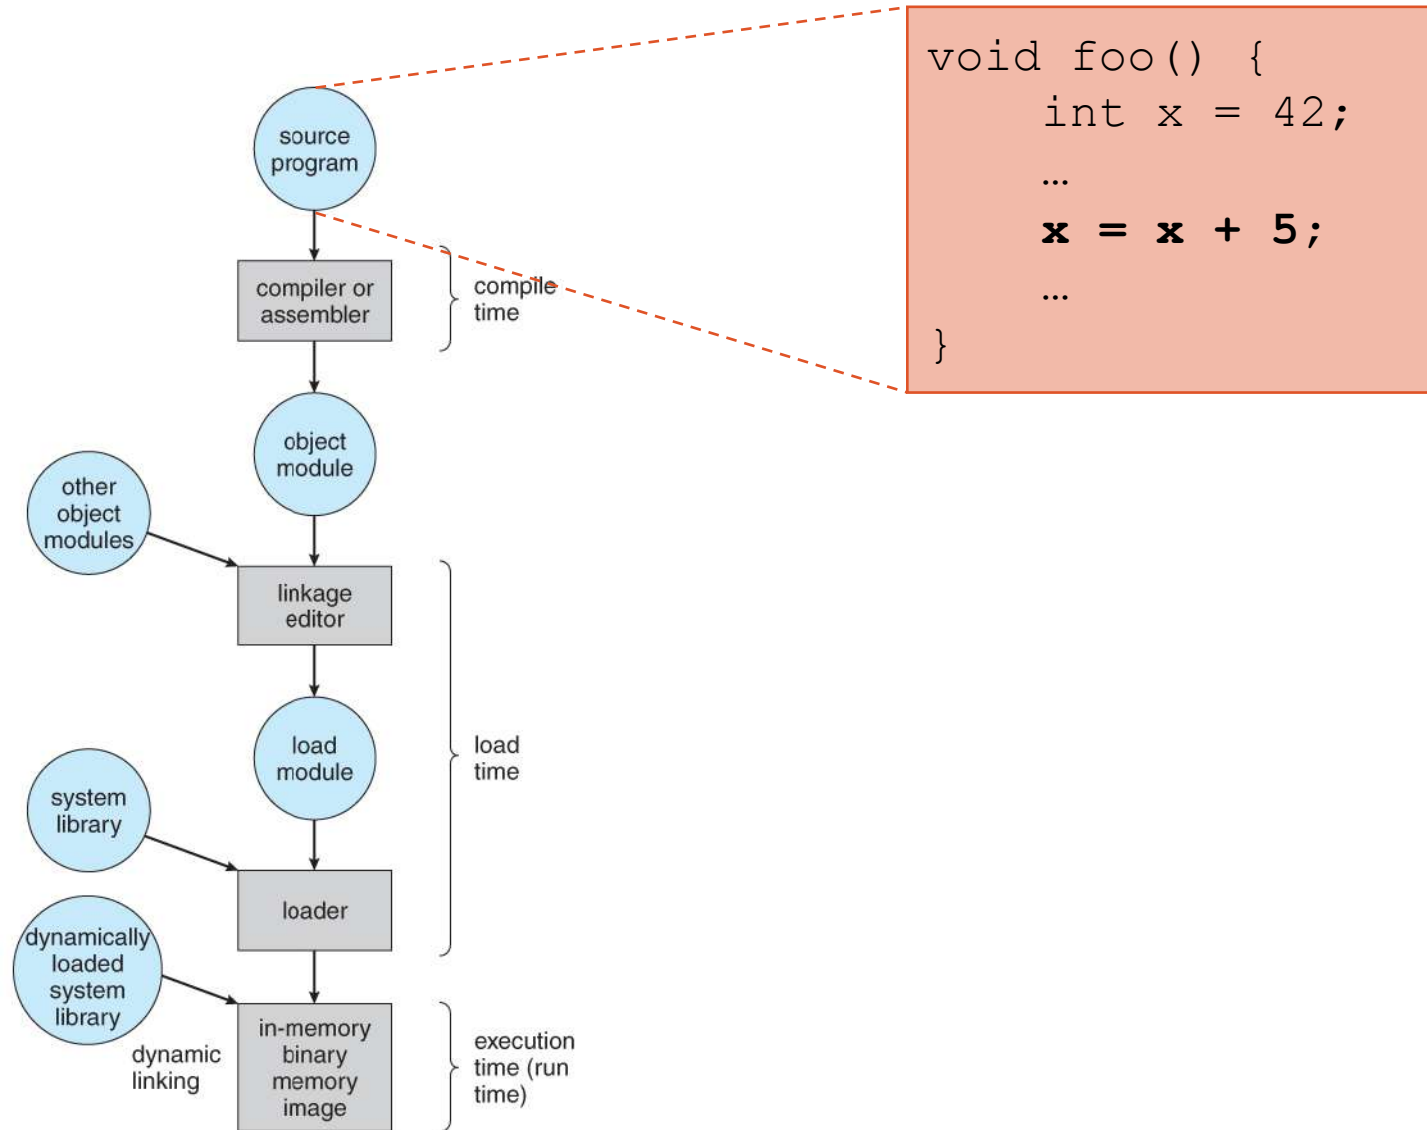 void foo() {
int x = 42;
…
x = x + 5;
…
}
source
program
compiler or
assembler
compile
time
object
module
other
object
modules
linkage
editor
load
module
load
time
system
library
loader
dynamically
loaded
system
library
dynamic
linking
in-memory
binary
memory
image
execution
time (run
time)